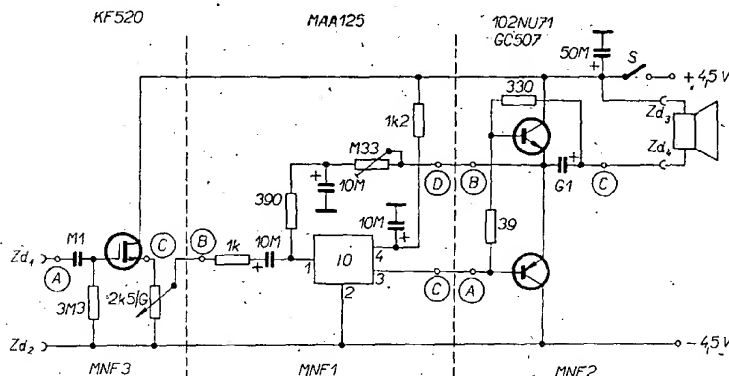 KF520
MAA125
102NU71
GC507
50M
+
S
+4,5 V
330
Zd3
Zd4
1k2
M33
+
10M
D
B
+
G1
C
390
10M
+
39
M1
C
B
1k
10M
+
IO
1
4
3
2
C
A
Zd1
A
3M3
2k5/G
Zd2
-4,5 V
MNF3
MNF1
MNF2